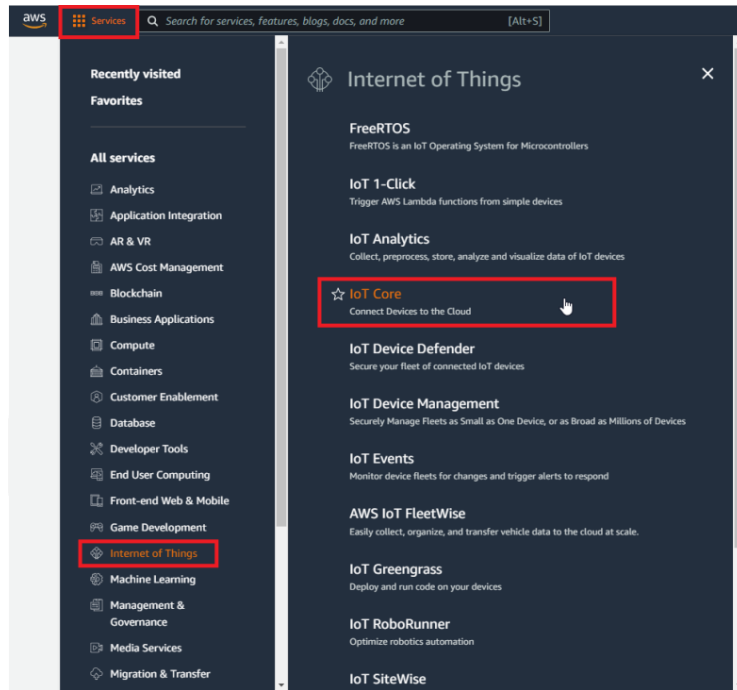 aws
Services
Search for services, features, blogs, docs, and more
[Alt+S]
Recently visited
Favorites
All services
Analytics
Application Integration
AR & VR
AWS Cost Management
Blockchain
Business Applications
Compute
Containers
Customer Enablement
Database
Developer Tools
End User Computing
Front-end Web & Mobile
Game Development
Internet of Things
Machine Learning
Management &
Governance
Media Services
Migration & Transfer
Internet of Things
FreeRTOS
FreeRTOS is an IoT Operating System for Microcontrollers
IoT 1-Click
Trigger AWS Lambda functions from simple devices
IoT Analytics
Collect, preprocess, store, analyze and visualize data of IoT devices
IoT Core
Connect Devices to the Cloud
IoT Device Defender
Secure your fleet of connected IoT devices
IoT Device Management
Securely Manage Fleets as Small as One Device, or as Broad as Millions of Devices
IoT Events
Monitor device fleets for changes and trigger alerts to respond
AWS IoT FleetWise
Easily collect, organize, and transfer vehicle data to the cloud at scale.
IoT Greengrass
Deploy and run code on your devices
IoT RoboRunner
Optimize robotics automation
IoT SiteWise